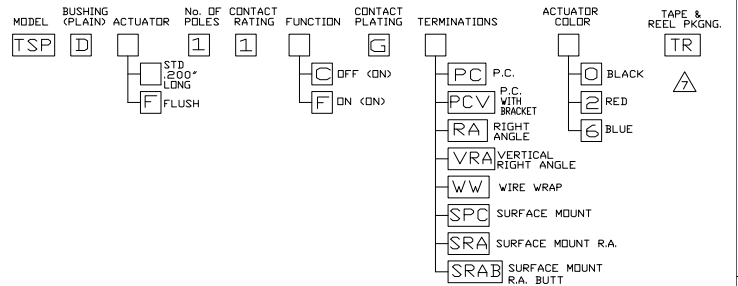 MODEL BUSHING (PLAIN) ACTUATOR No. OF POLES CONTACT RATING FUNCTION CONTACT PLATING TERMINATIONS ACTUATOR COLOR TAPE & REEL PKGNG.
TSP D 1 1 G TR
STD .200" LONG
F FLUSH
C OFF (ON)
F ON (ON)
PC P.C.
PCV P.C. WITH BRACKET
RA RIGHT ANGLE
VRA VERTICAL RIGHT ANGLE
WW WIRE WRAP
SPC SURFACE MOUNT
SRA SURFACE MOUNT R.A.
SRAB SURFACE MOUNT R.A. BUTT
0 BLACK
2 RED
6 BLUE
7